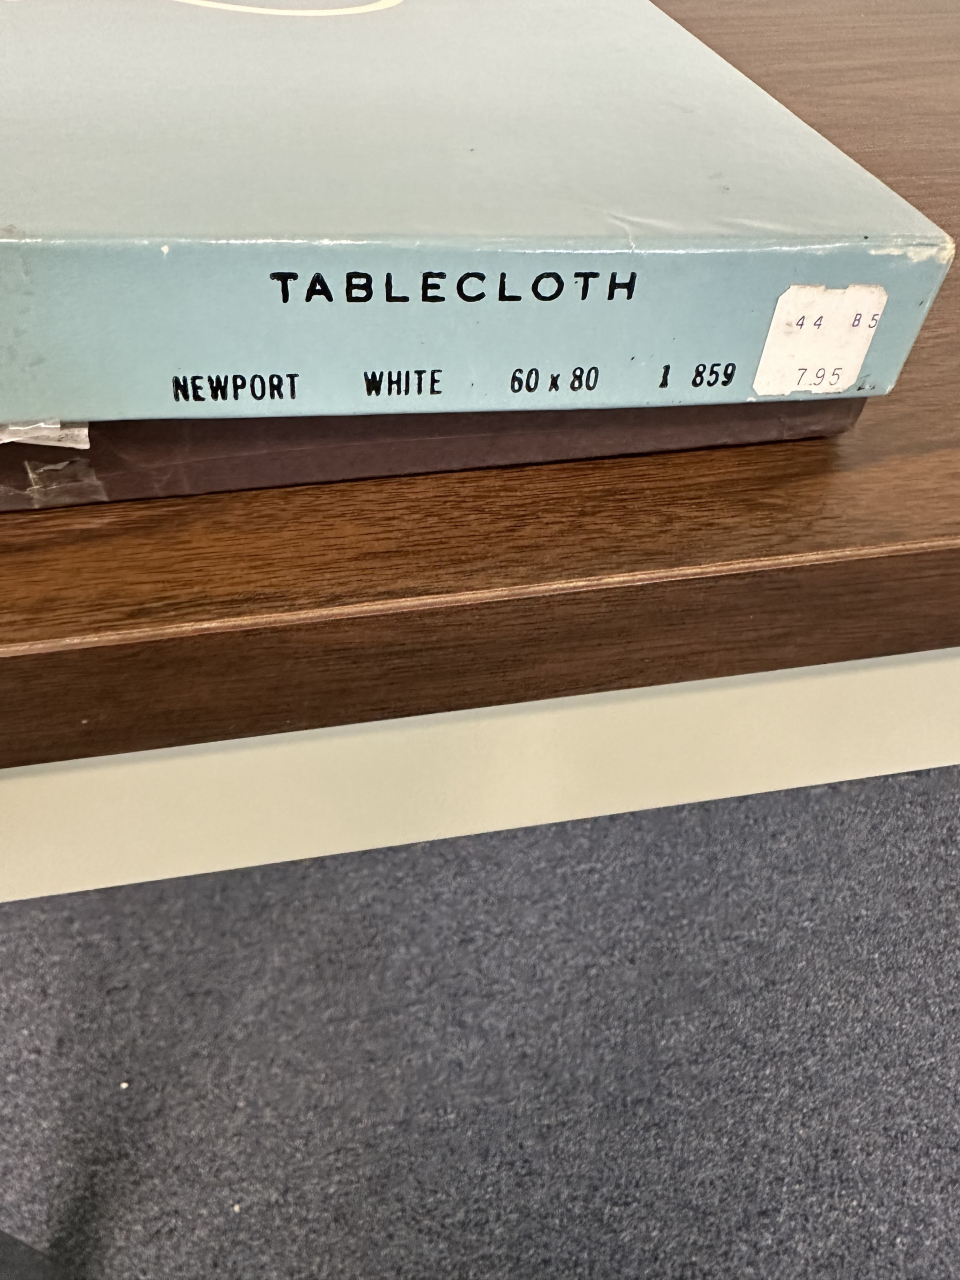 TABLECLOTH
NEWPORT WHITE 60 x 80 1 859
44 B5
7.95